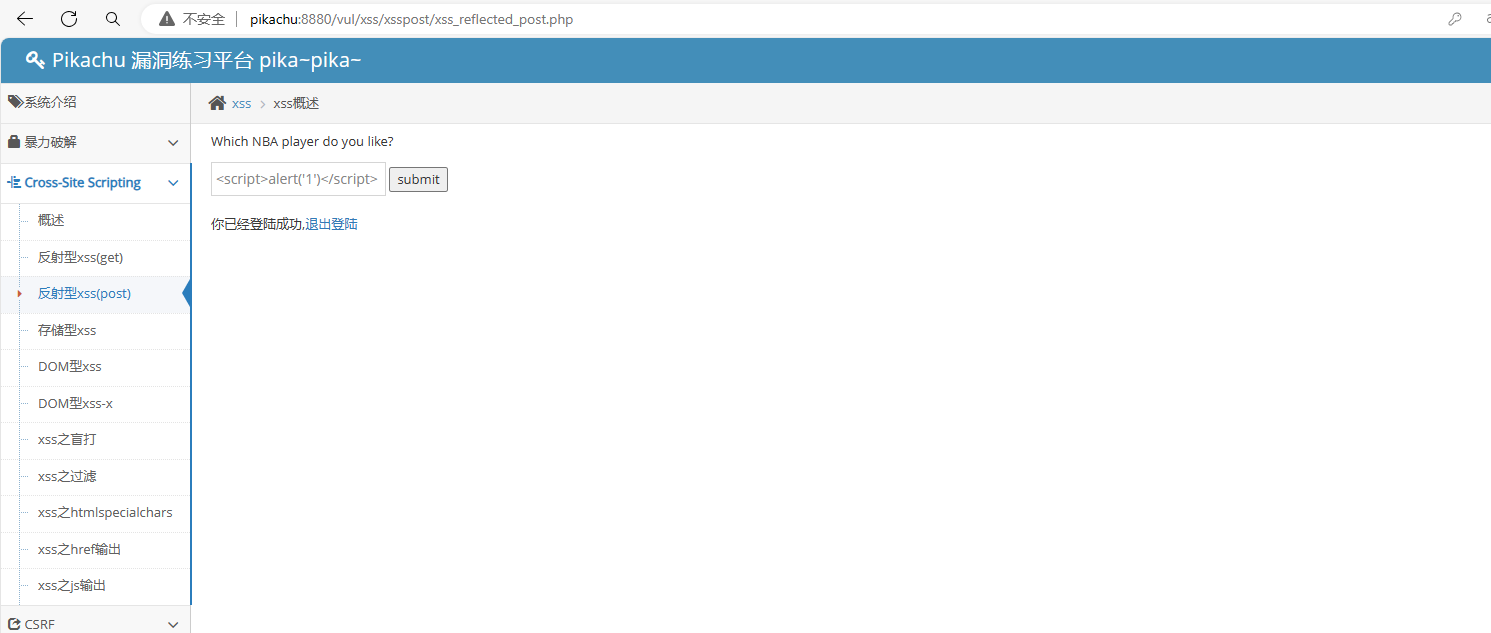 不安全 pikachu:8880/vul/xss/xsspost/xss_reflected_post.php
Pikachu 漏洞练习平台 pika~pika~
系统介绍
暴力破解
Cross-Site Scripting
概述
反射型xss(get)
反射型xss(post)
存储型xss
DOM型xss
DOM型xss-x
xss之盲打
xss之过滤
xss之htmlspecialchars
xss之href输出
xss之js输出
CSRF
xss > xss概述
Which NBA player do you like?
<script>alert('1')</script> submit
你已经登陆成功,退出登陆